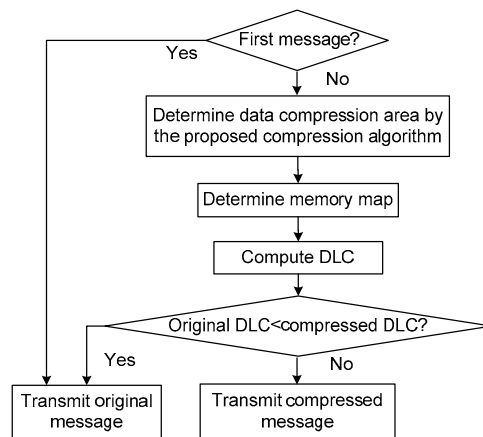 First message?
Yes
No
Determine data compression area by
the proposed compression algorithm
Determine memory map
Compute DLC
Original DLC<compressed DLC?
Yes
No
Transmit original
message
Transmit compressed
message